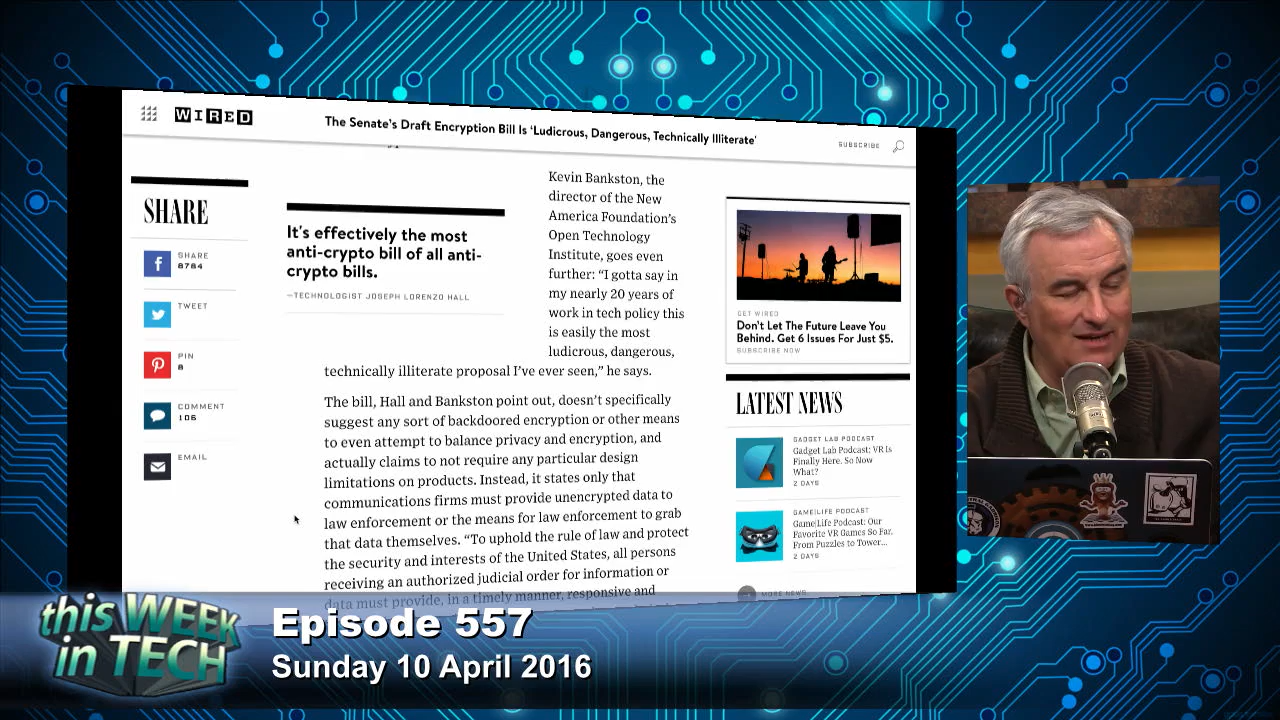 WIRED
The Senate's Draft Encryption Bill Is 'Ludicrous, Dangerous, Technically Illiterate'
SUBSCRIBE
SHARE
SHARE
8784
TWEET
PIN
8
COMMENT
106
EMAIL
It's effectively the most
anti-crypto bill of all anti-
crypto bills.
—TECHNOLOGIST JOSEPH LORENZO HALL
Kevin Bankston, the
director of the New
America Foundation's
Open Technology
Institute, goes even
further: “I gotta say in
my nearly 20 years of
work in tech policy this
is easily the most
ludicrous, dangerous,
technically illiterate proposal I've ever seen,” he says.
The bill, Hall and Bankston point out, doesn't specifically
suggest any sort of backdoored encryption or other means
to even attempt to balance privacy and encryption, and
actually claims to not require any particular design
limitations on products. Instead, it states only that
communications firms must provide unencrypted data to
law enforcement or the means for law enforcement to grab
that data themselves. “To uphold the rule of law and protect
the security and interests of the United States, all persons
receiving an authorized judicial order for information or
data must provide, in a timely manner, responsive and
GET WIRED
Don't Let The Future Leave You
Behind. Get 6 Issues For Just $5.
SUBSCRIBE NOW
LATEST NEWS
GADGET LAB PODCAST
Gadget Lab Podcast: VR Is
Finally Here. So Now
What?
2 DAYS
GAME|LIFE PODCAST
Game|Life Podcast: Our
Favorite VR Games So Far,
From Puzzles to Tower...
2 DAYS
MORE NEWS
this WEEK
in TECH
Episode 557
Sunday 10 April 2016